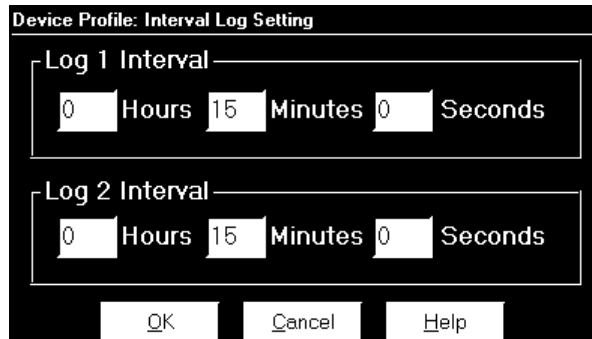 Device Profile: Interval Log Setting
Log 1 Interval
0 Hours 15 Minutes 0 Seconds
Log 2 Interval
0 Hours 15 Minutes 0 Seconds
OK Cancel Help